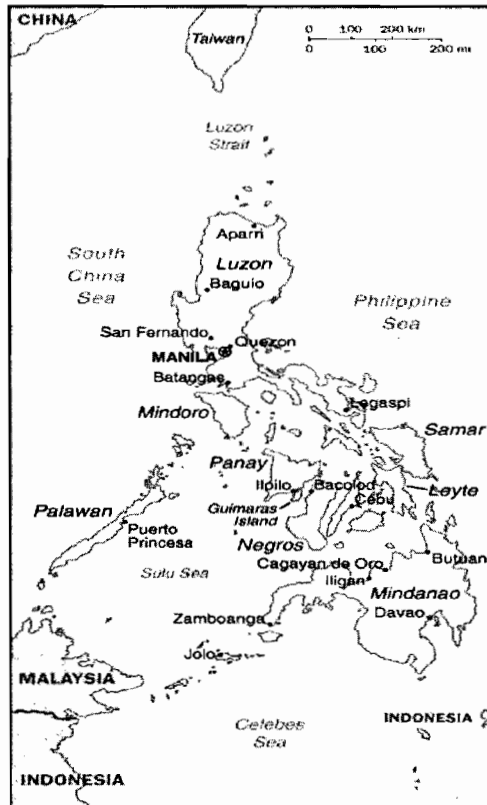 CHINA
Taiwan
0 100 200 km
0 100 200 mi
Luzon
Strait
Aparri
South
China
Sea
Luzon
Baguio
Philippine
Sea
San Fernando
Quezon
MANILA
Batangas
Legaspi
Mindoro
Samar
Panay
Iloilo
Bacolod
Cebu
Leyte
Guimaras
Island
Palawan
Puerto
Princesa
Negros
Cagayan de Oro
Butuan
Sulu Sea
Iligan
Mindanao
Zamboanga
Davao
Jolo
MALAYSIA
Celebes
Sea
INDONESIA
INDONESIA